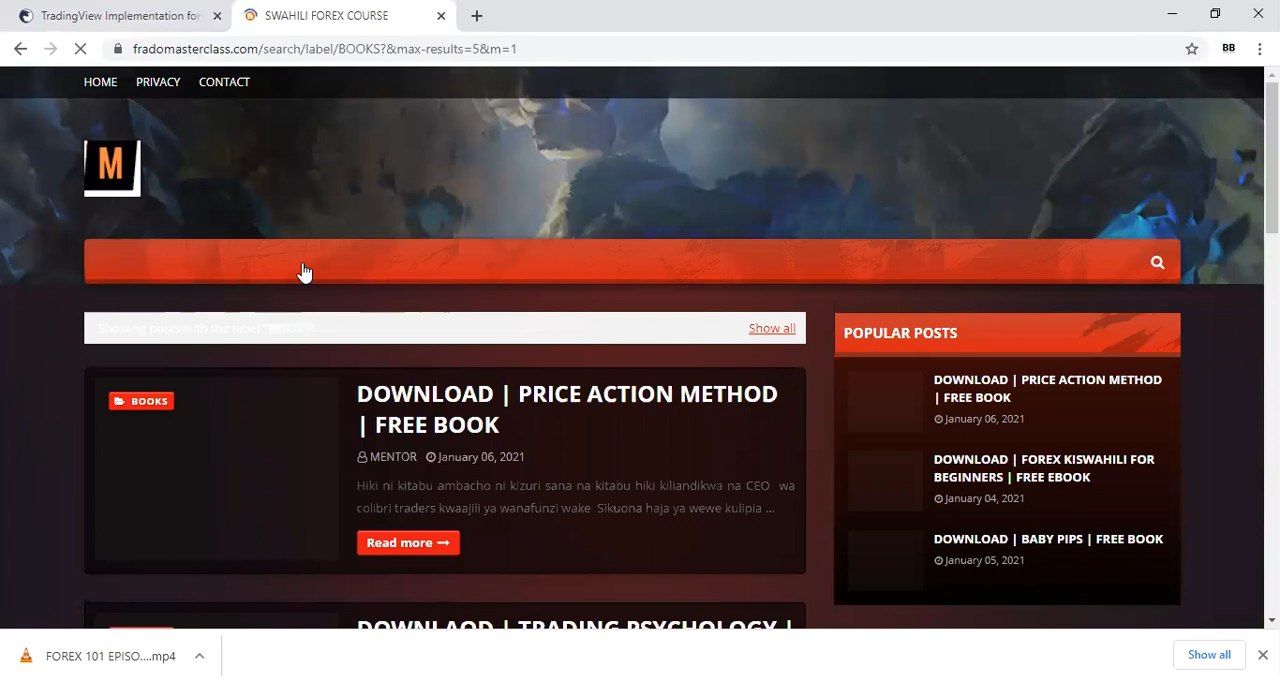 TradingView Implementation for
SWAHILI FOREX COURSE
fradomasterclass.com/search/label/BOOKS?&max-results=5&m=1
BB
HOME PRIVACY CONTACT
M
Showing posts with the label
Show all
POPULAR POSTS
BOOKS
DOWNLOAD | PRICE ACTION METHOD
| FREE BOOK
MENTOR January 06, 2021
Hiki ni kitabu ambacho ni kizuri sana na kitabu hiki kiliandikwa na CEO wa
colibri traders kwaajili ya wanafunzi wake Sikuona haja ya wewe kulipia ...
Read more
DOWNLOAD | PRICE ACTION METHOD
| FREE BOOK
January 06, 2021
DOWNLOAD | FOREX KISWAHILI FOR
BEGINNERS | FREE EBOOK
January 04, 2021
DOWNLOAD | BABY PIPS | FREE BOOK
January 05, 2021
DOWNLAOD | TRADING PSYCHOLOGY |
FOREX 101 EPISO....mp4
Show all